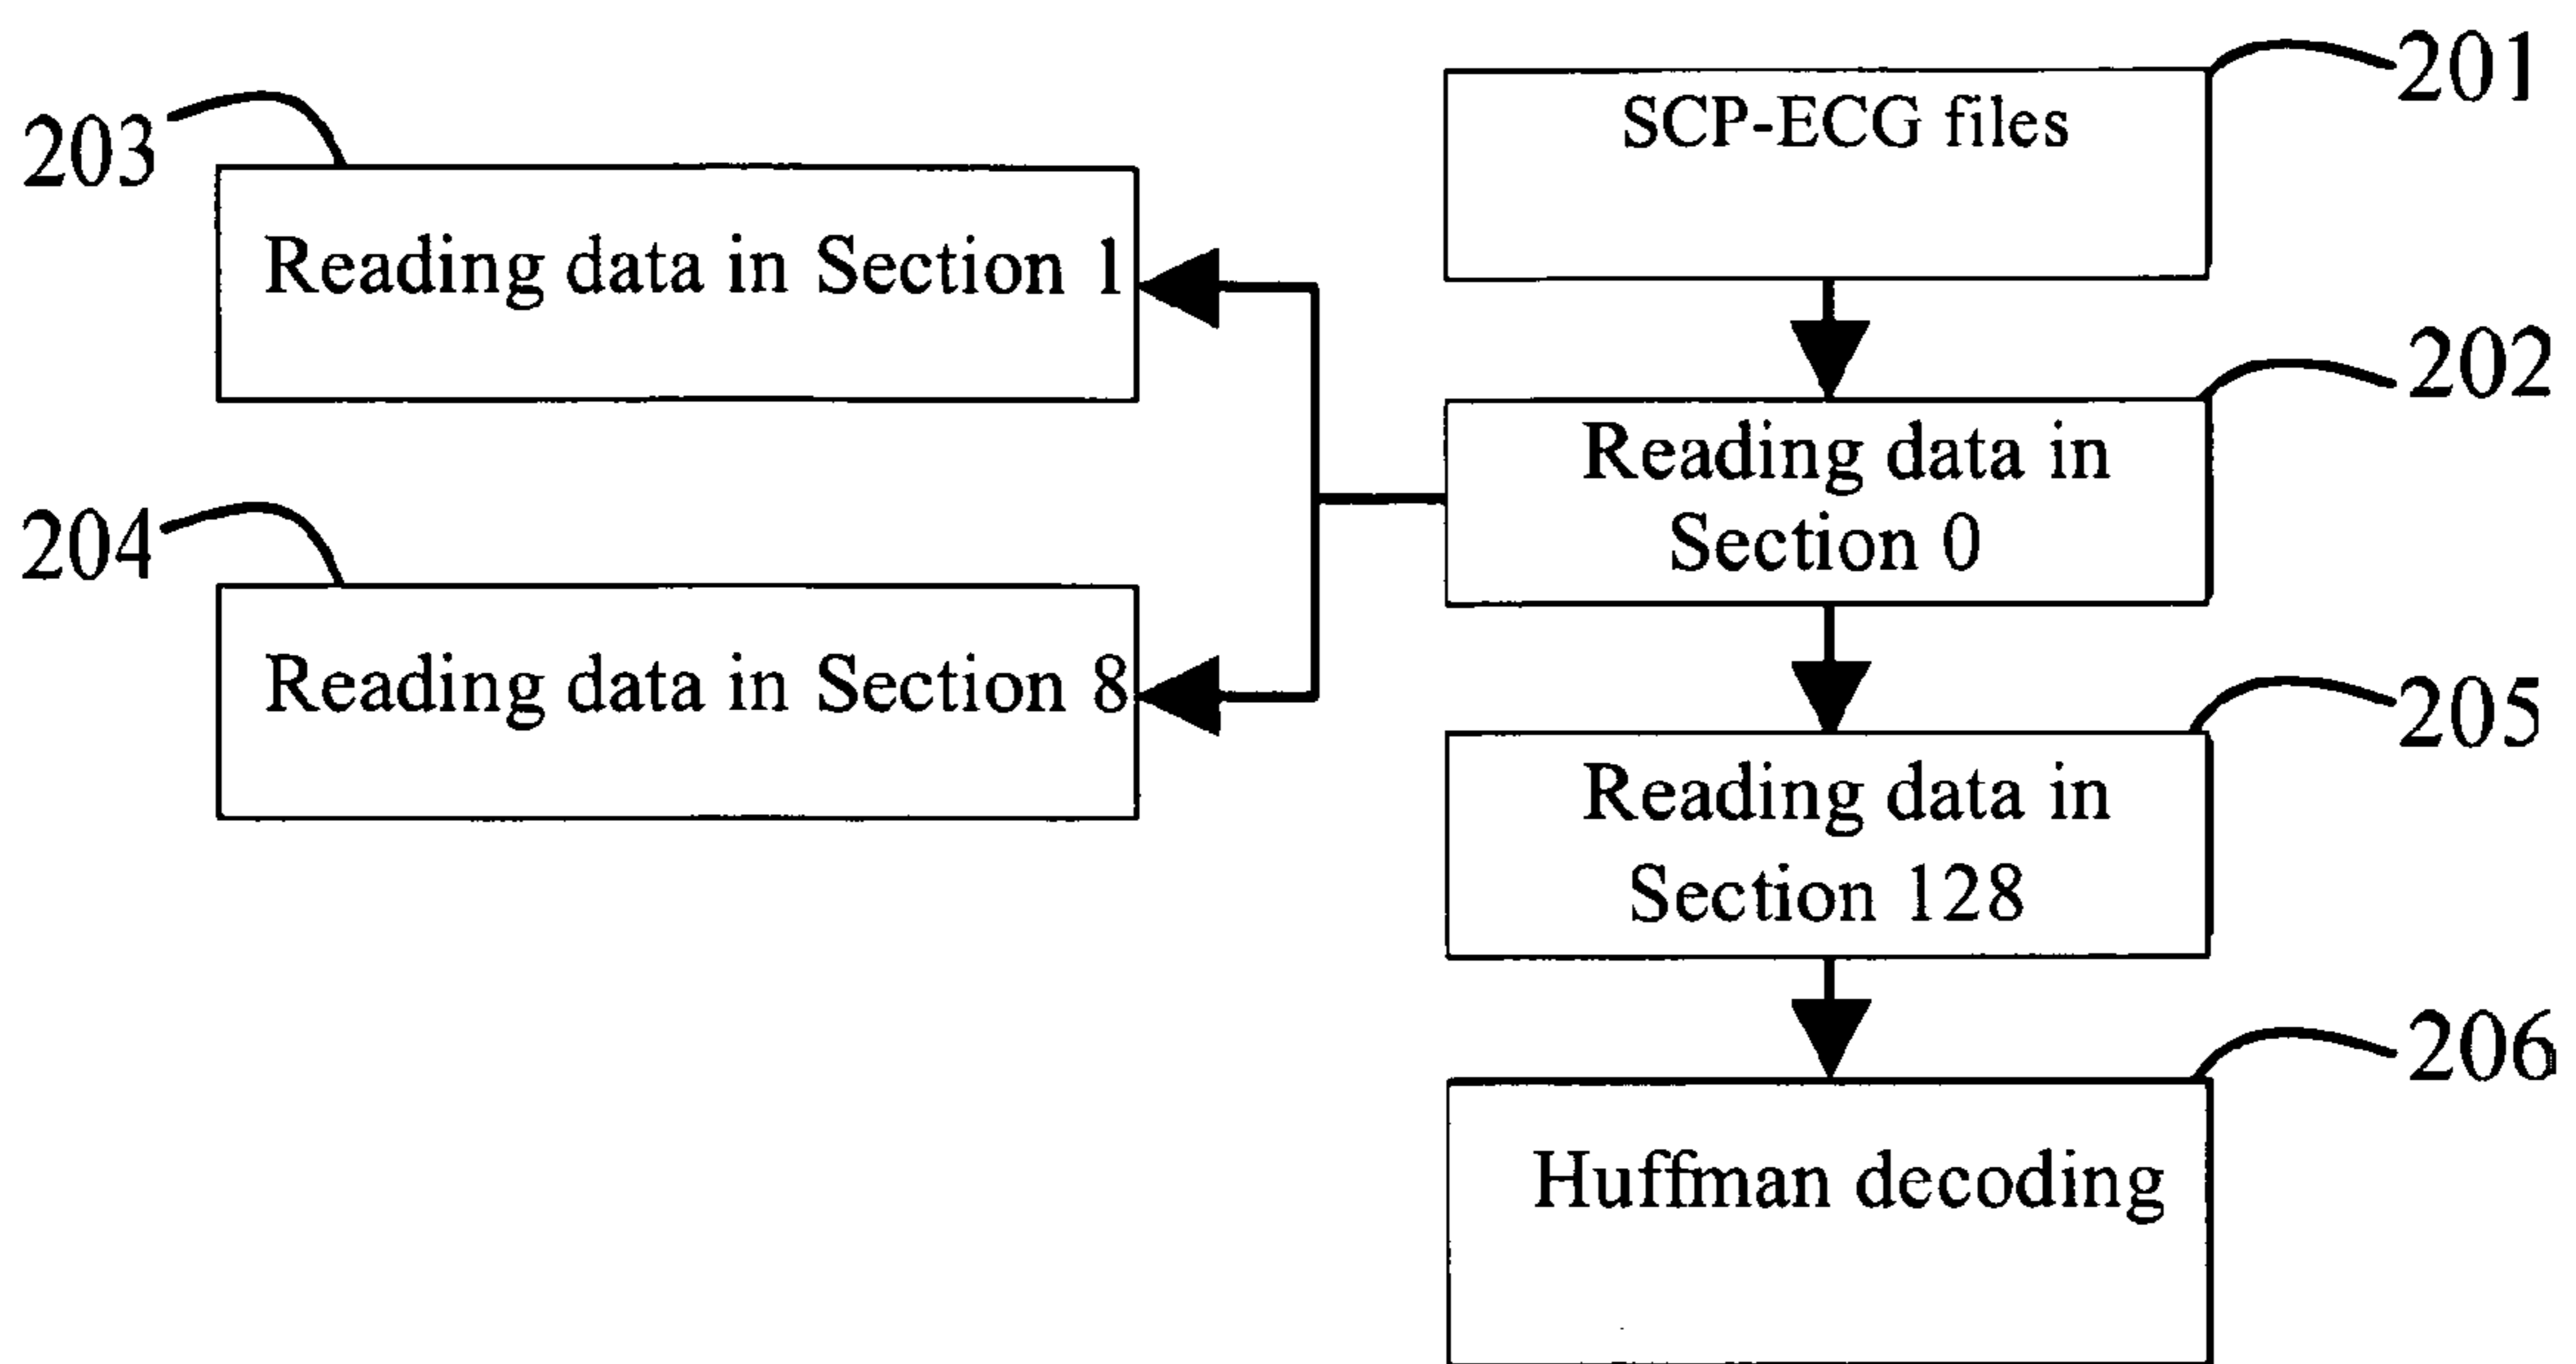 201
SCP-ECG files
203
Reading data in Section 1
202
Reading data in
Section 0
204
Reading data in Section 8
205
Reading data in
Section 128
206
Huffman decoding